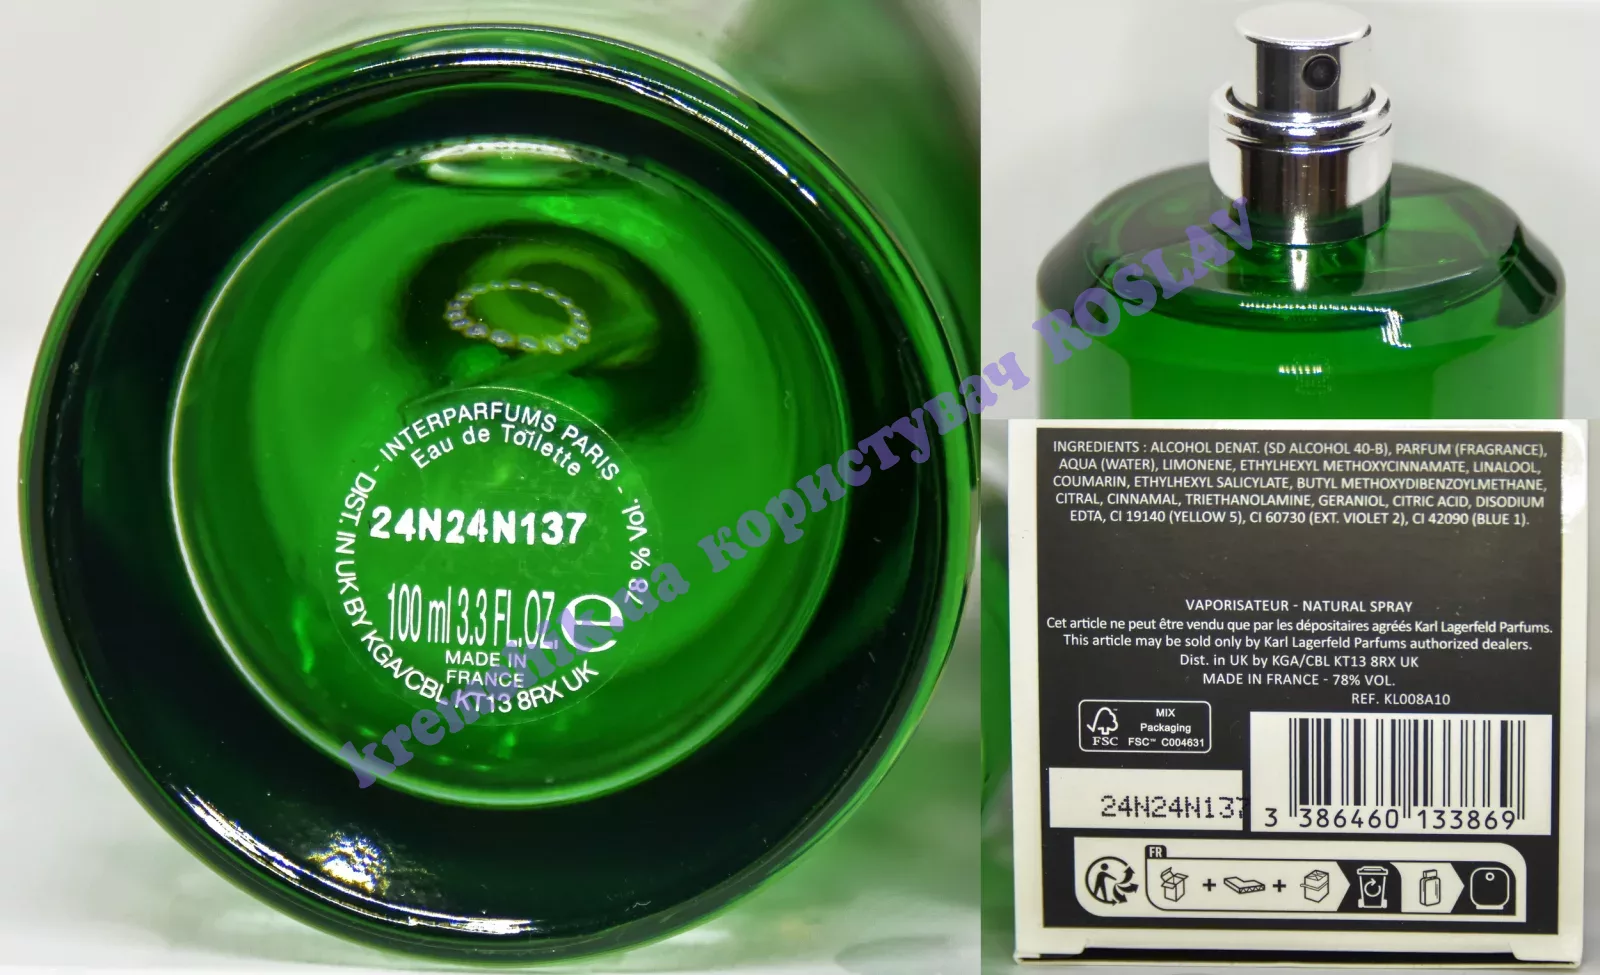 - INTERPARFUMS PARIS -
Eau de Toilette
24N24N137
100 ml 3.3 FL.OZ. e
MADE IN
FRANCE
78 % Vol.
DIST. IN UK BY KGA/CBL KT13 8RX UK
kremnik.ua користувач ROSLAV
INGREDIENTS : ALCOHOL DENAT. (SD ALCOHOL 40-B), PARFUM (FRAGRANCE),
AQUA (WATER), LIMONENE, ETHYLHEXYL METHOXYCINNAMATE, LINALOOL,
COUMARIN, ETHYLHEXYL SALICYLATE, BUTYL METHOXYDIBENZOYLMETHANE,
CITRAL, CINNAMAL, TRIETHANOLAMINE, GERANIOL, CITRIC ACID, DISODIUM
EDTA, CI 19140 (YELLOW 5), CI 60730 (EXT. VIOLET 2), CI 42090 (BLUE 1).
VAPORISATEUR - NATURAL SPRAY
Cet article ne peut être vendu que par les dépositaires agréés Karl Lagerfeld Parfums.
This article may be sold only by Karl Lagerfeld Parfums authorized dealers.
Dist. in UK by KGA/CBL KT13 8RX UK
MADE IN FRANCE - 78% VOL.
REF. KL008A10
FSC
MIX
Packaging
FSC™ C004631
24N24N137
3 386460 133869
FR